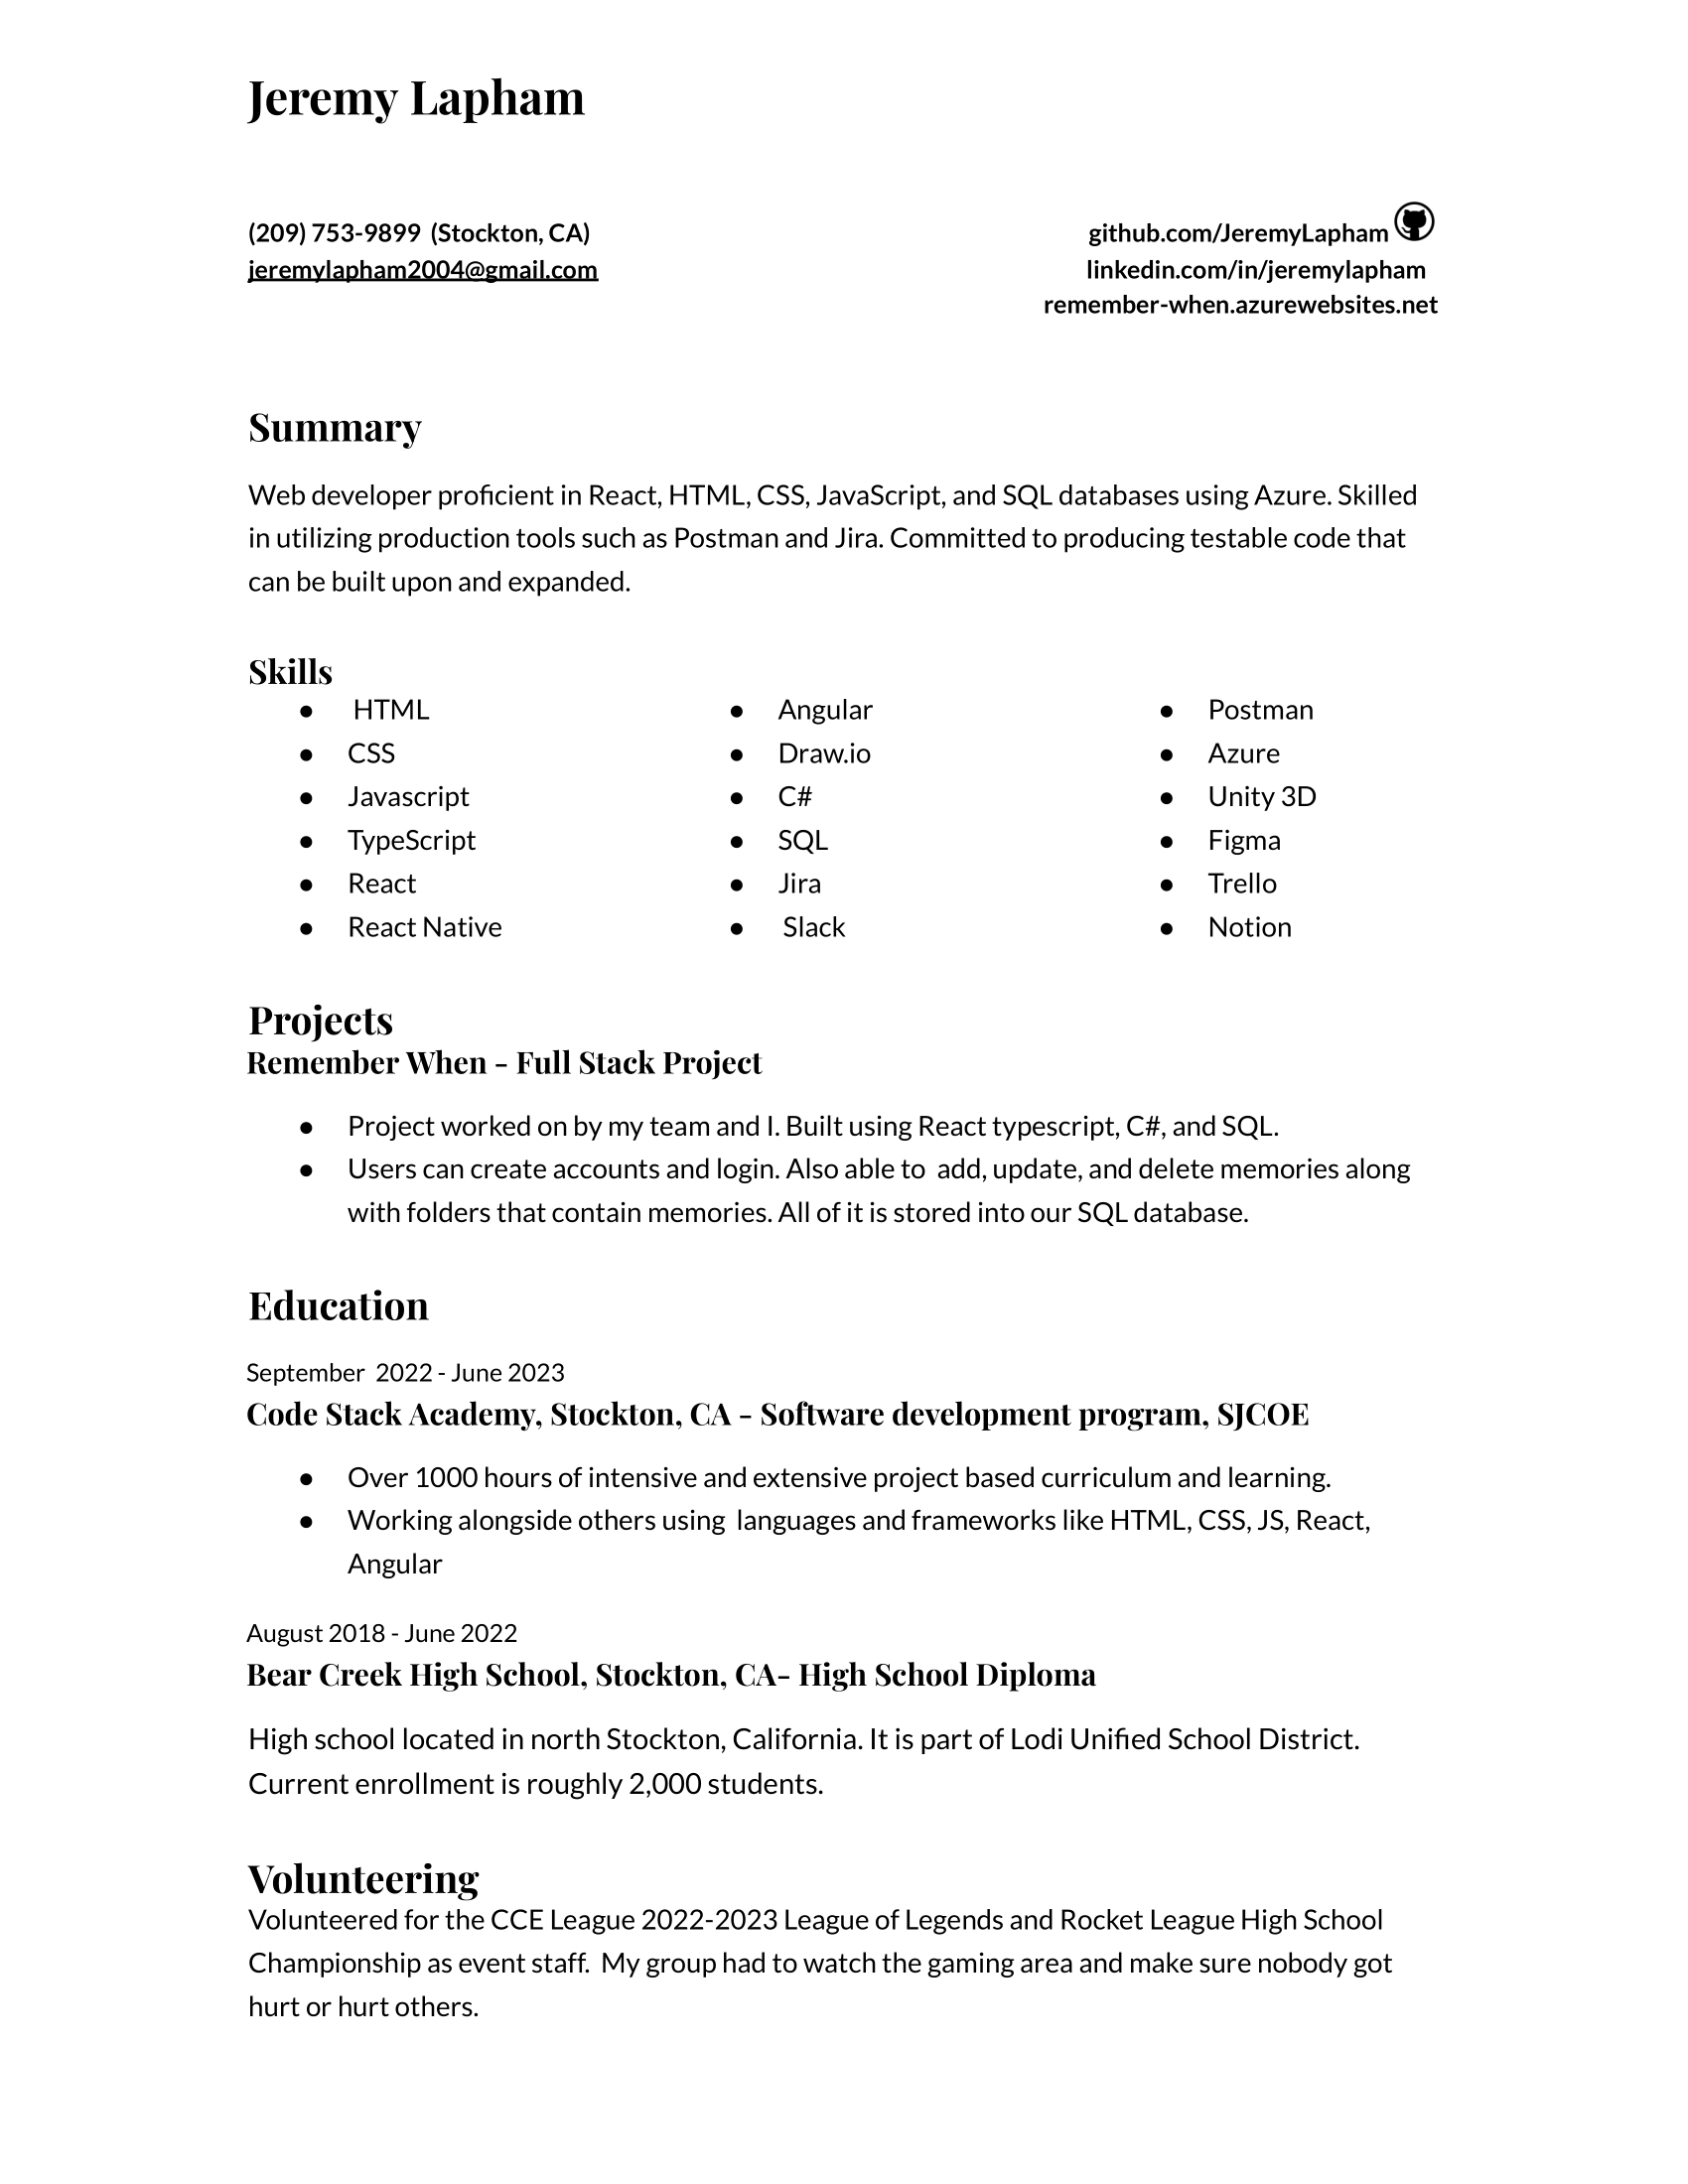 Jeremy Lapham
(209) 753-9899 (Stockton, CA)
jeremylapham2004@gmail.com
github.com/JeremyLapham
linkedin.com/in/jeremylapham
remember-when.azurewebsites.net
Summary
Web developer proficient in React, HTML, CSS, JavaScript, and SQL databases using Azure. Skilled
in utilizing production tools such as Postman and Jira. Committed to producing testable code that
can be built upon and expanded.
Skills
● HTML
● CSS
● Javascript
● TypeScript
● React
● React Native
● Angular
● Draw.io
● C#
● SQL
● Jira
● Slack
● Postman
● Azure
● Unity 3D
● Figma
● Trello
● Notion
Projects
Remember When - Full Stack Project
● Project worked on by my team and I. Built using React typescript, C#, and SQL.
● Users can create accounts and login. Also able to add, update, and delete memories along
with folders that contain memories. All of it is stored into our SQL database.
Education
September 2022 - June 2023
Code Stack Academy, Stockton, CA - Software development program, SJCOE
● Over 1000 hours of intensive and extensive project based curriculum and learning.
● Working alongside others using languages and frameworks like HTML, CSS, JS, React,
Angular
August 2018 - June 2022
Bear Creek High School, Stockton, CA- High School Diploma
High school located in north Stockton, California. It is part of Lodi Unified School District.
Current enrollment is roughly 2,000 students.
Volunteering
Volunteered for the CCE League 2022-2023 League of Legends and Rocket League High School
Championship as event staff. My group had to watch the gaming area and make sure nobody got
hurt or hurt others.